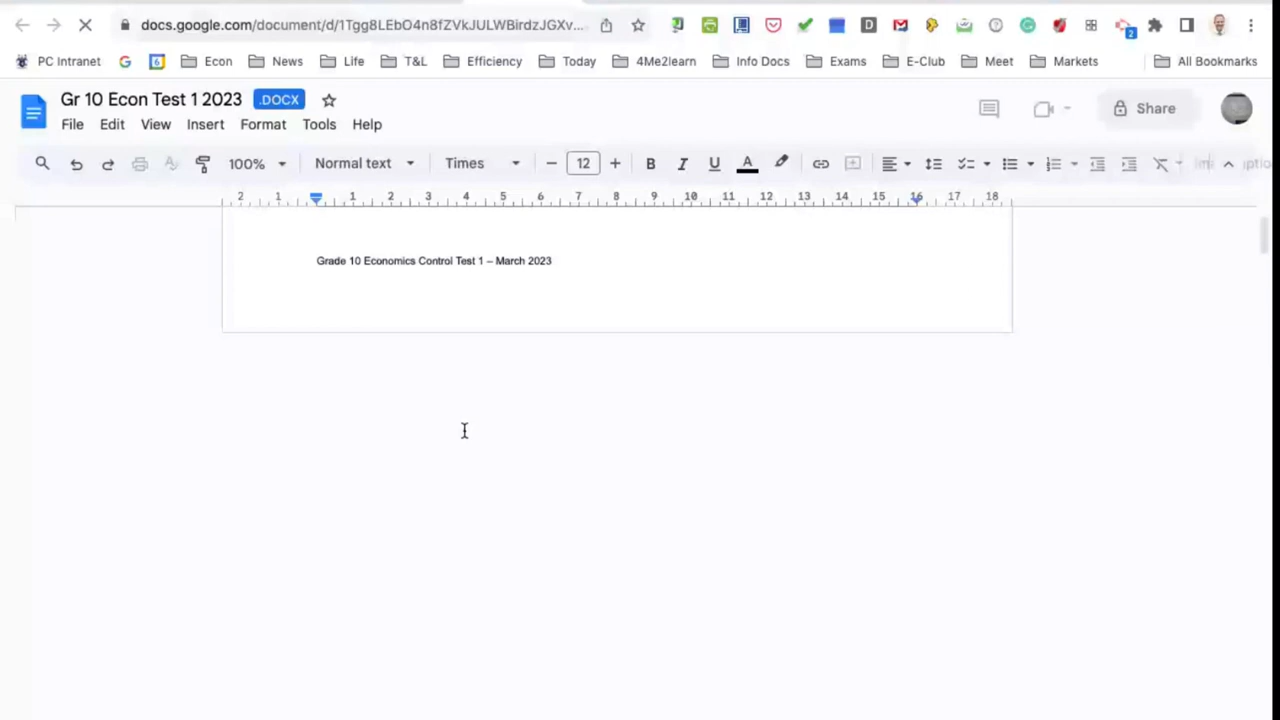 docs.google.com/document/d/1Tgg8LEbO4n8fZVkJULWBirdzJGXv...
2
PC Intranet
6
Econ
News
Life
T&L
Efficiency
Today
4Me2learn
Info Docs
Exams
E-Club
Meet
Markets
All Bookmarks
Gr 10 Econ Test 1 2023 .DOCX
Share
File Edit View Insert Format Tools Help
100% Normal text Times − 12 + B I U A
2 1 1 2 3 4 5 6 7 8 9 10 11 12 13 14 15 16 17 18
Grade 10 Economics Control Test 1 – March 2023